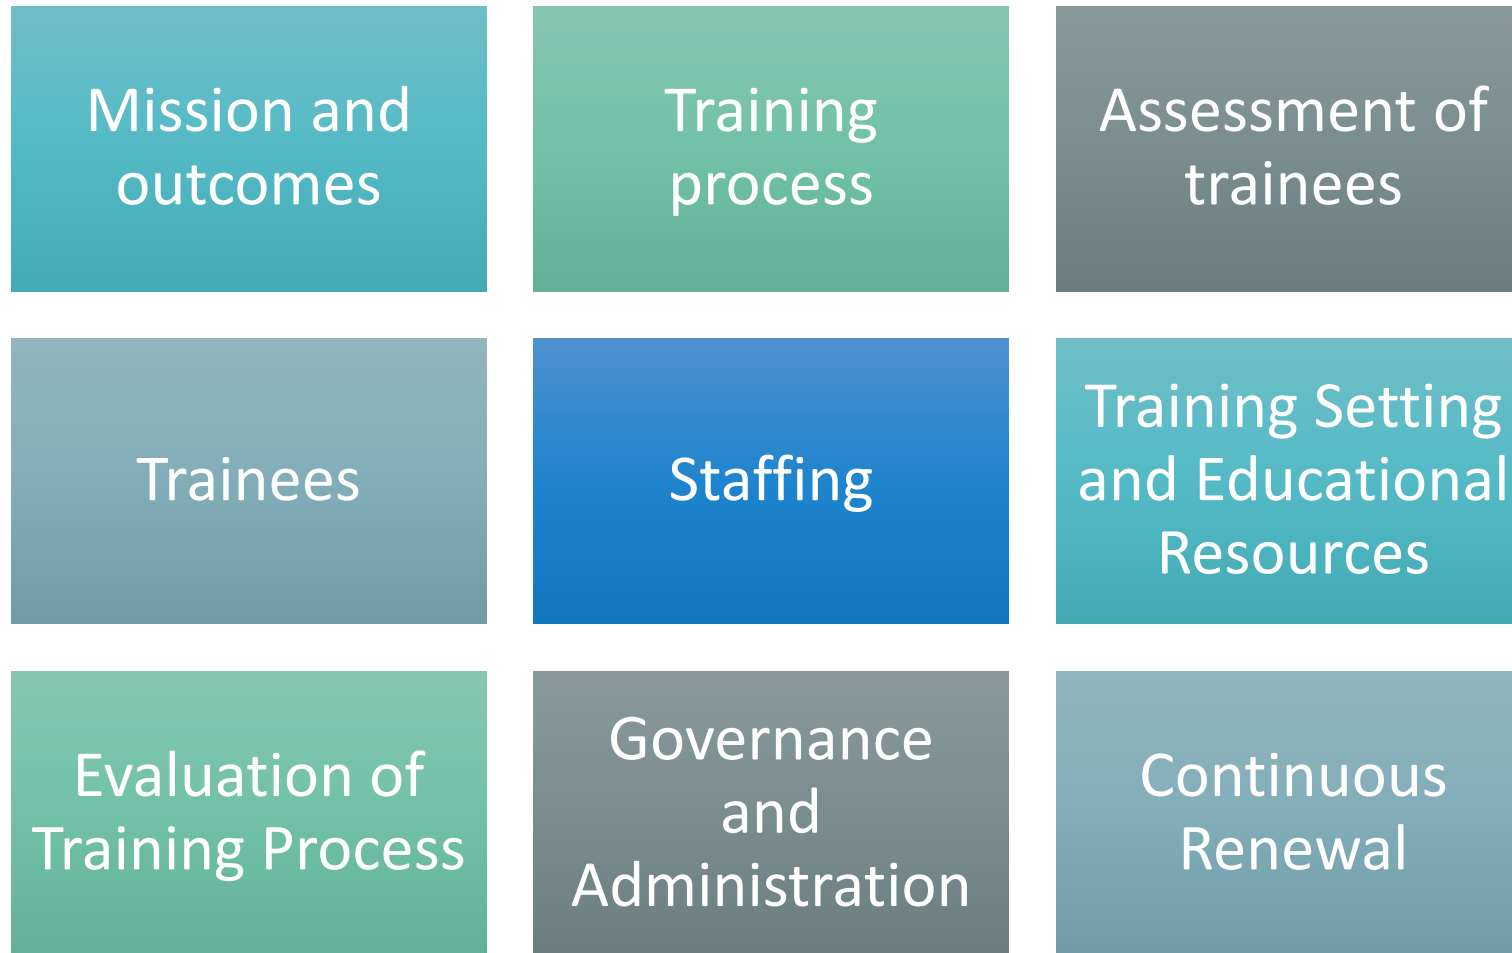 Mission and
outcomes
Training
process
Assessment of
trainees
Trainees
Staffing
Training Setting
and Educational
Resources
Evaluation of
Training Process
Governance
and
Administration
Continuous
Renewal